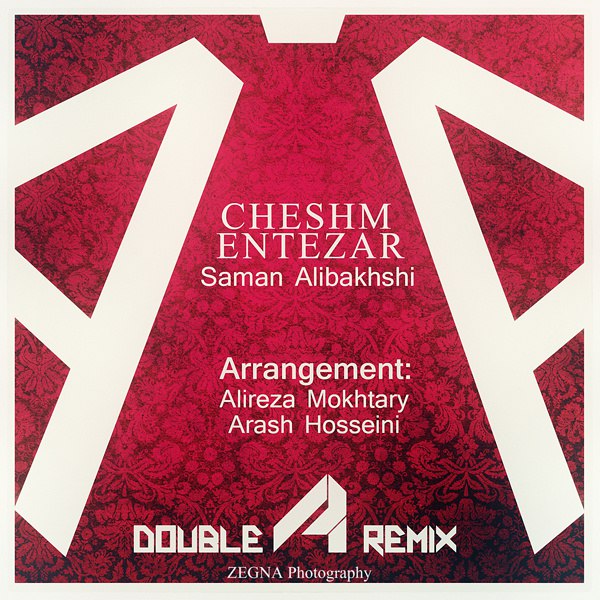 CHESHM
ENTEZAR
Saman Alibakhshi
Arrangement:
Alireza Mokhtary
Arash Hosseini
DOUBLE A REMIX
ZEGNA Photography